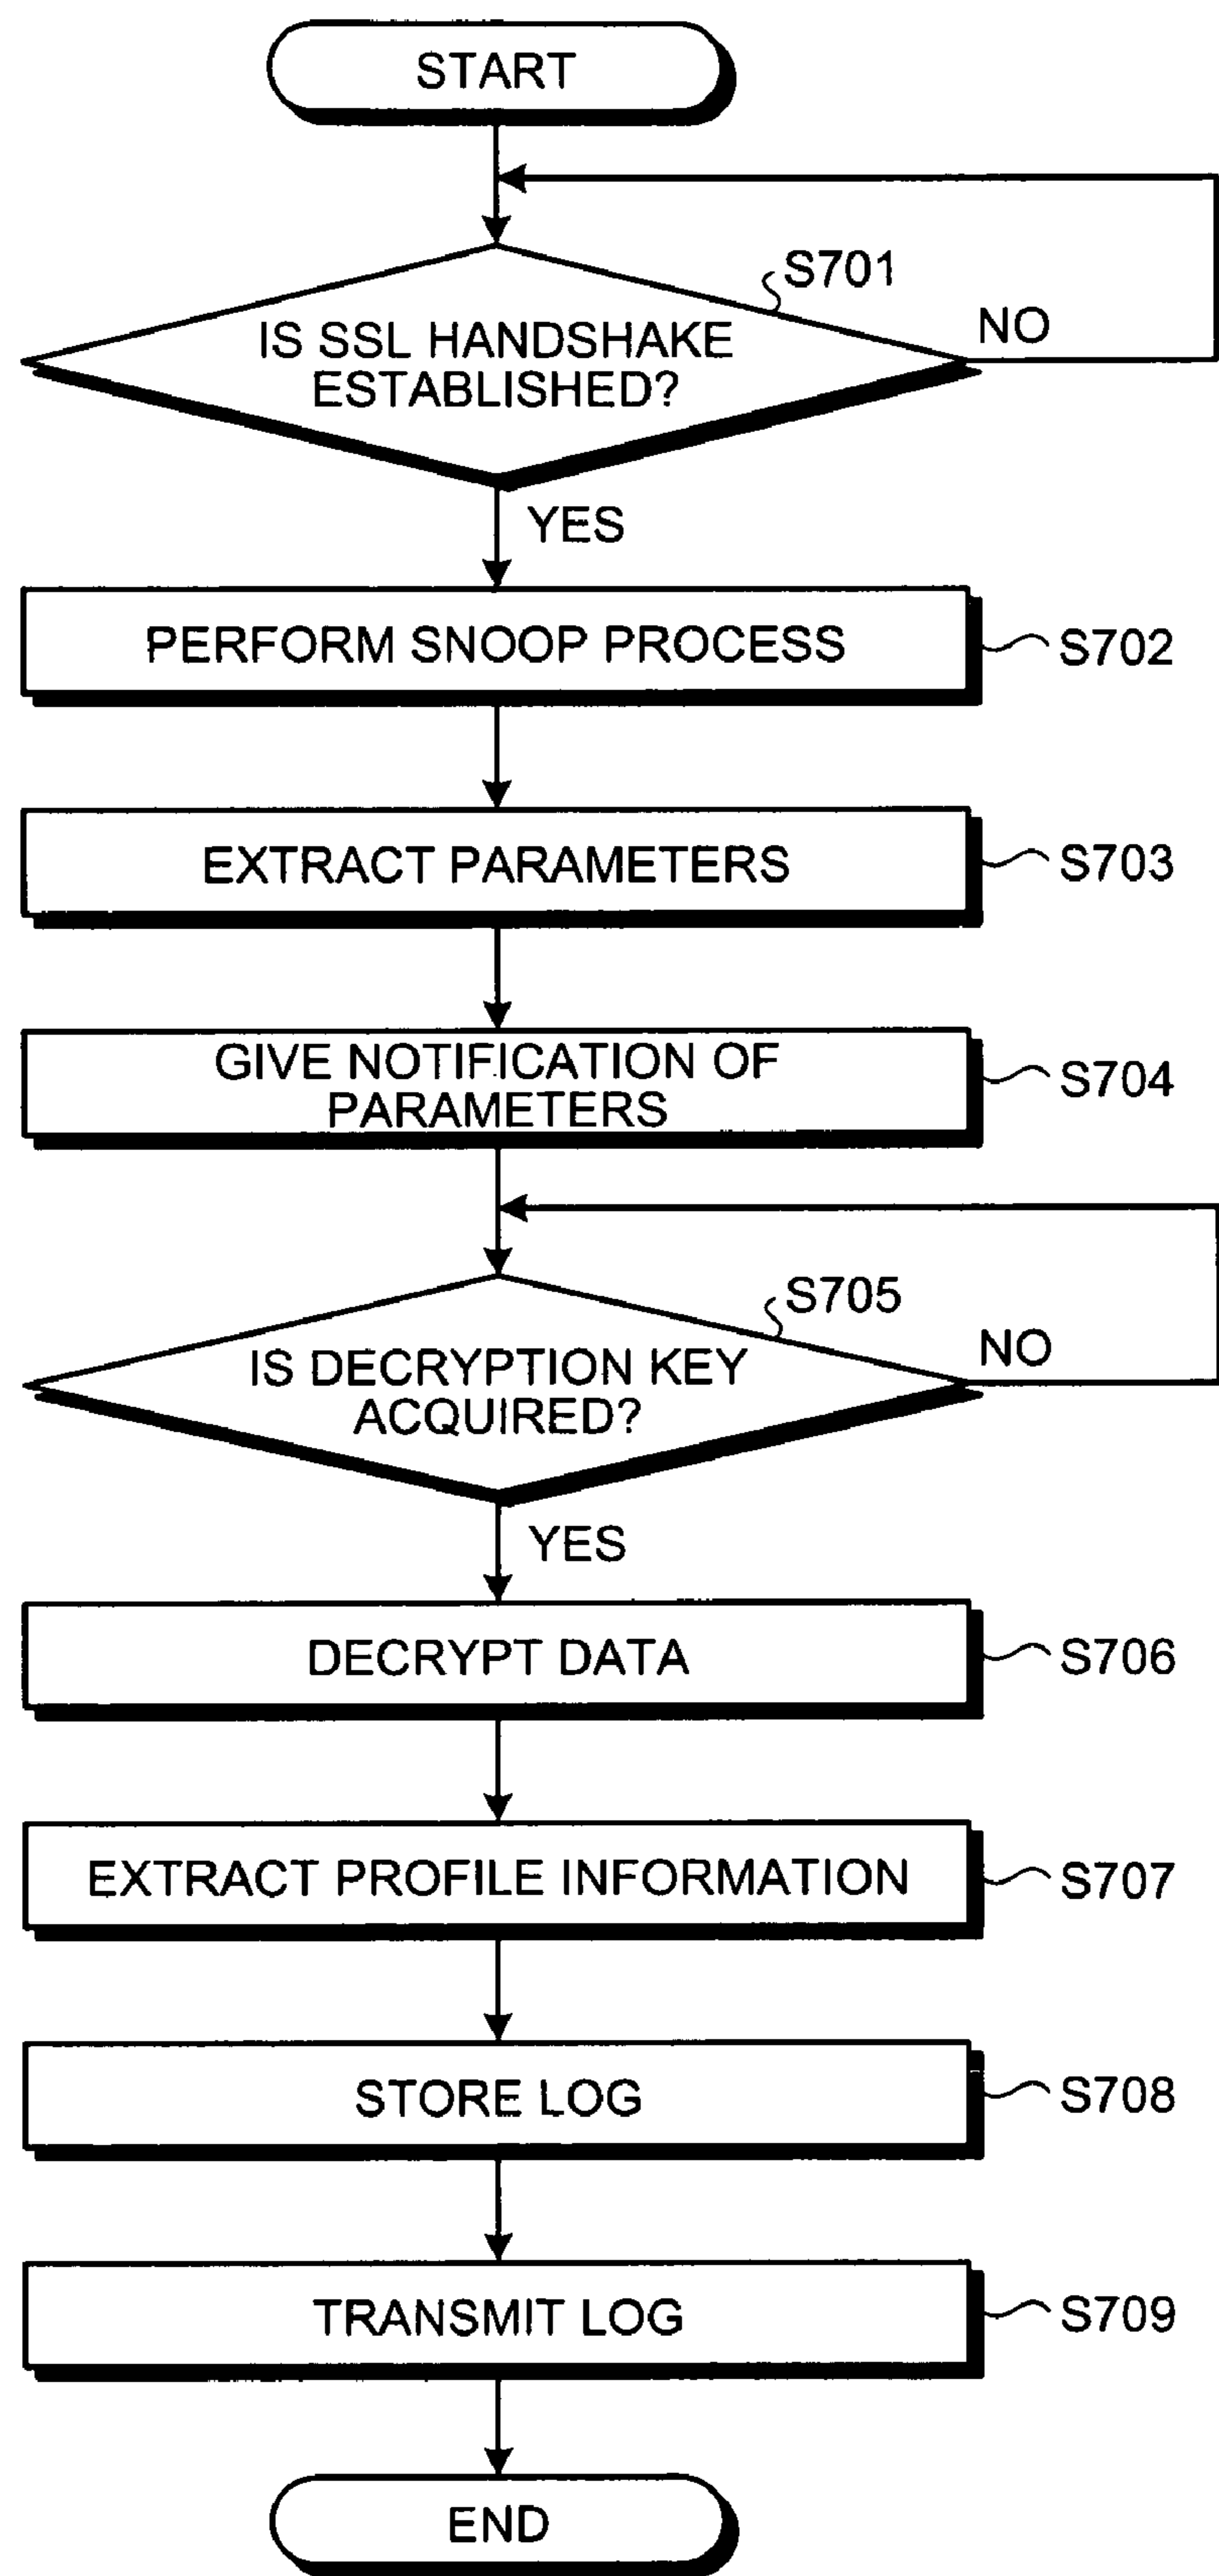 START
S701
IS SSL HANDSHAKE
ESTABLISHED?
NO
YES
PERFORM SNOOP PROCESS
S702
EXTRACT PARAMETERS
S703
GIVE NOTIFICATION OF
PARAMETERS
S704
S705
IS DECRYPTION KEY
ACQUIRED?
NO
YES
DECRYPT DATA
S706
EXTRACT PROFILE INFORMATION
S707
STORE LOG
S708
TRANSMIT LOG
S709
END